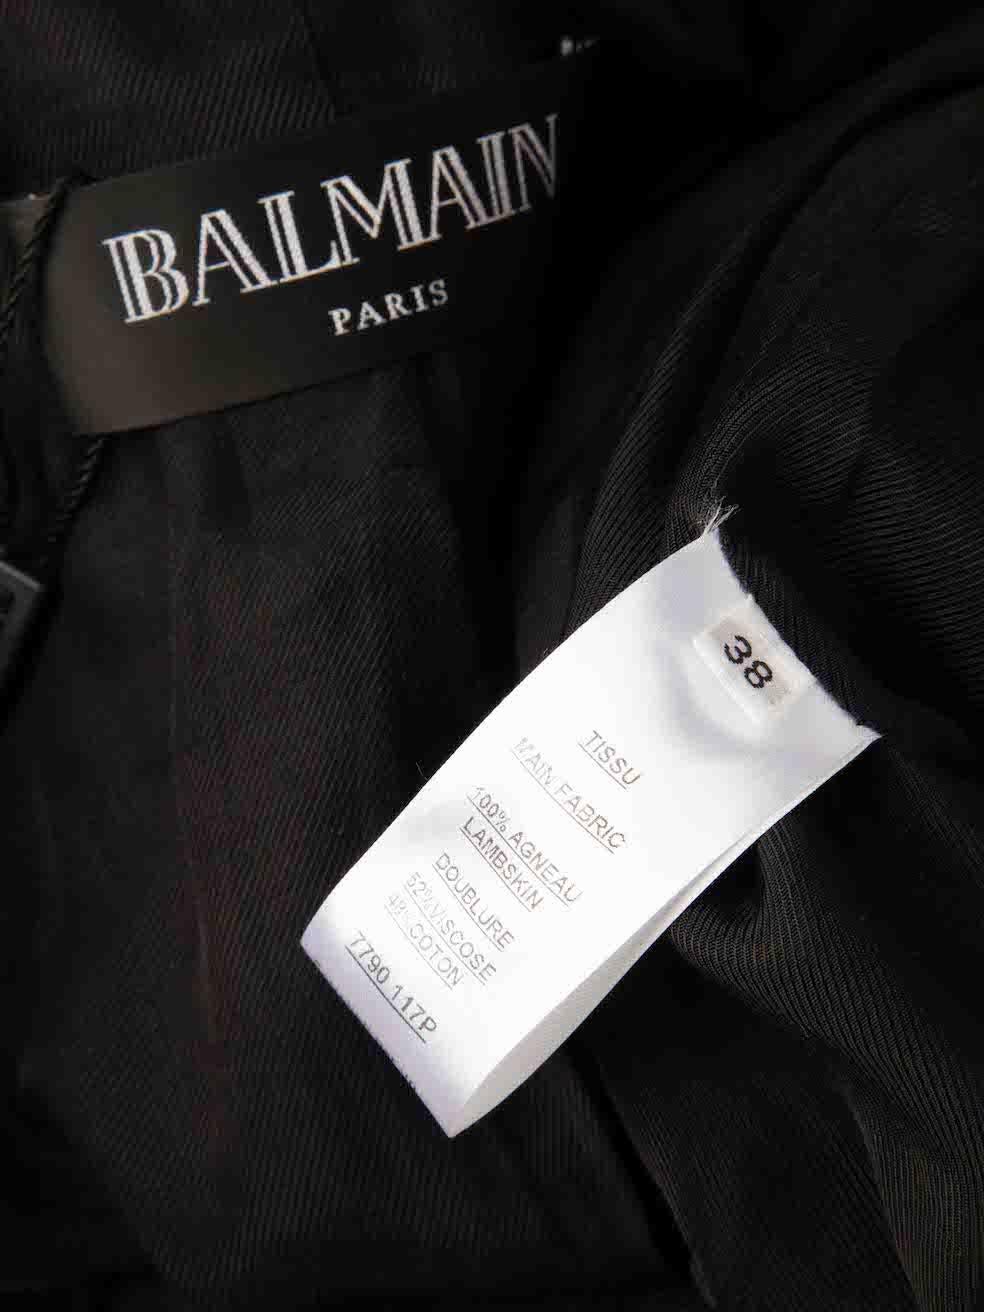 BALMAIN
PARIS
38
TISSU
MAIN FABRIC
100% AGNEAU
LAMBSKIN
DOUBLURE
52%VISCOSE
48%COTON
7790 117P